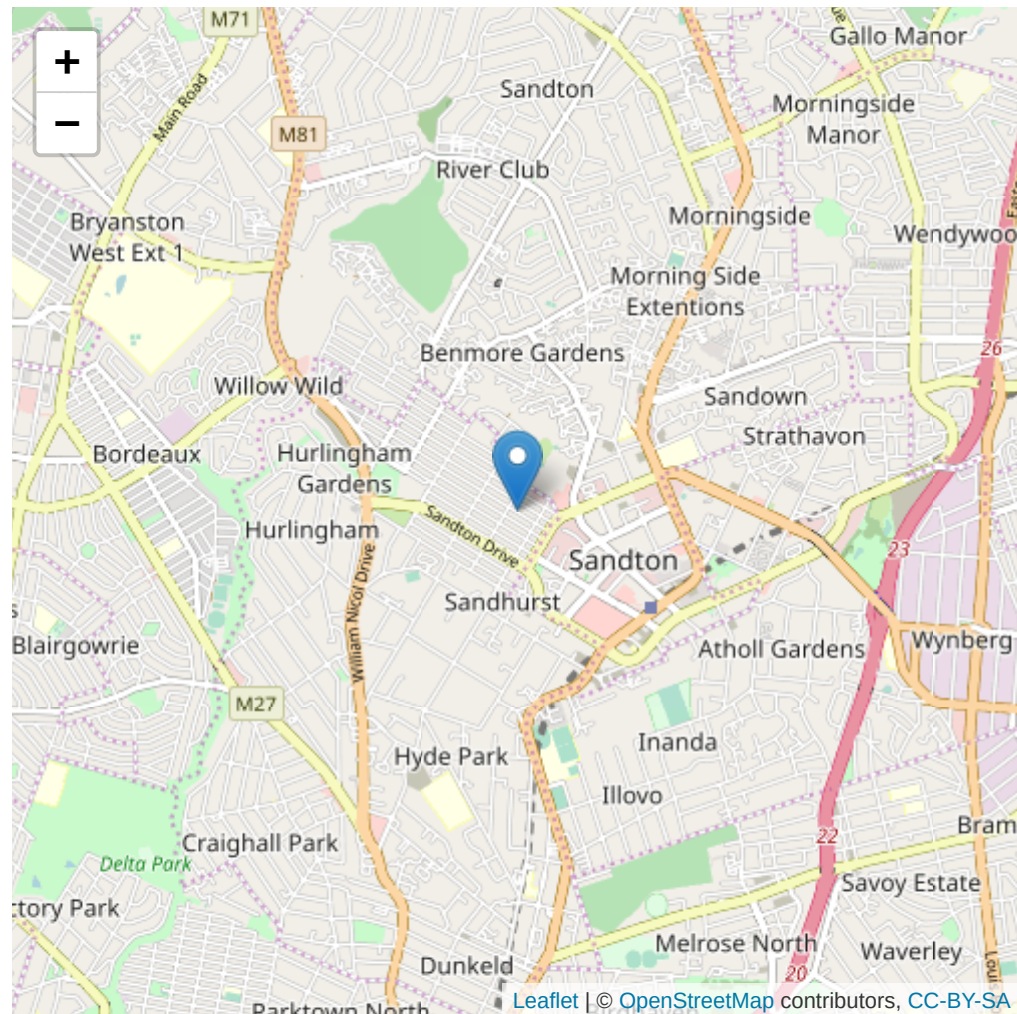 M71
Gallo Manor
+
Sandton
Main Road
Morningside
Manor
M81
−
River Club
Morningside
Bryanston
West Ext 1
Wendywoo
Morning Side
Extentions
26
Benmore Gardens
Willow Wild
Sandown
Strathavon
Hurlingham
Gardens
Bordeaux
Hurlingham
Sandton Drive
23
Sandton
William Nicol Drive
Sandhurst
s
Blairgowrie
Atholl Gardens
Wynberg
M27
Hyde Park
Inanda
Illovo
22
Bram
Craighall Park
Delta Park
Savoy Estate
ctory Park
Melrose North
Waverley
Dunkeld
20
Loui
Parktown North
Birdhaven
Leaflet | © OpenStreetMap contributors, CC-BY-SA